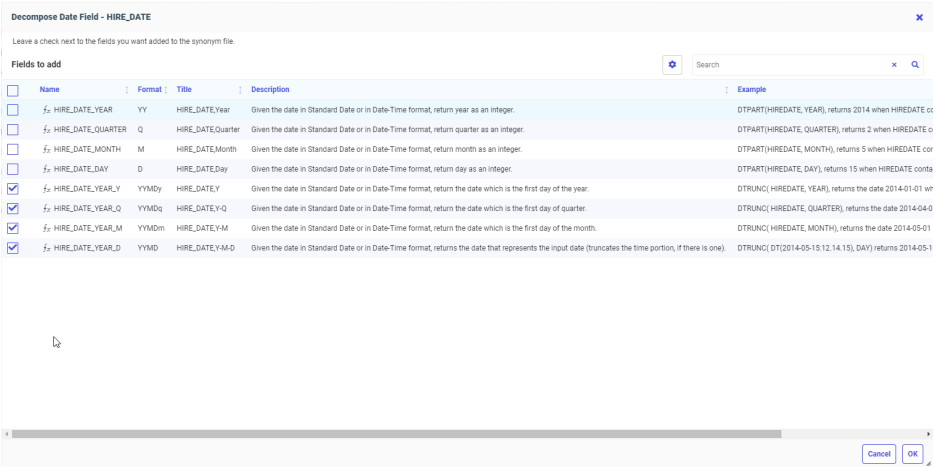 Decompose Date Field - HIRE_DATE
Leave a check next to the fields you want added to the synonym file.
Fields to add
Search
Name Format Title Description Example
HIRE_DATE_YEAR YY HIRE_DATE,Year Given the date in Standard Date or in Date-Time format, return year as an integer. DTPART(HIREDATE, YEAR), returns 2014 when HIREDATE co
HIRE_DATE_QUARTER Q HIRE_DATE,Quarter Given the date in Standard Date or in Date-Time format, return quarter as an integer. DTPART(HIREDATE, QUARTER), returns 2 when HIREDATE c
HIRE_DATE_MONTH M HIRE_DATE,Month Given the date in Standard Date or in Date-Time format, return month as an integer. DTPART(HIREDATE, MONTH), returns 5 when HIREDATE con
HIRE_DATE_DAY D HIRE_DATE,Day Given the date in Standard Date or in Date-Time format, return day as an integer. DTPART(HIREDATE, DAY), returns 15 when HIREDATE conta
HIRE_DATE_YEAR_Y YYMDy HIRE_DATE,Y Given the date in Standard Date or in Date-Time format, return the date which is the first day of the year. DTRUNC( HIREDATE, YEAR), returns the date 2014-01-01 wh
HIRE_DATE_YEAR_Q YYMDq HIRE_DATE,Y-Q Given the date in Standard Date or in Date-Time format, return the date which is the first day of quarter. DTRUNC( HIREDATE, QUARTER), returns the date 2014-04-0
HIRE_DATE_YEAR_M YYMDm HIRE_DATE,Y-M Given the date in Standard Date or in Date-Time format, return the date which is the first day of the month. DTRUNC( HIREDATE, MONTH), returns the date 2014-05-01
HIRE_DATE_YEAR_D YYMD HIRE_DATE,Y-M-D Given the date in Standard Date or in Date-Time format, returns the date that represents the input date (truncates the time portion, if there is one). DTRUNC( DT(2014-05-15:12.14.15), DAY) returns 2014-05-1
Cancel OK